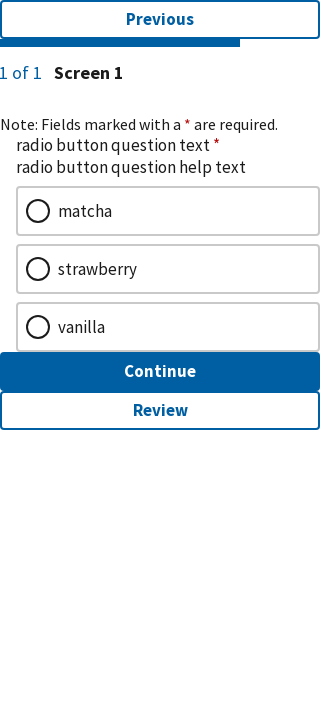 Previous
1 of 1 Screen 1
Note: Fields marked with a * are required.
radio button question text *
radio button question help text
matcha
strawberry
vanilla
Continue
Review